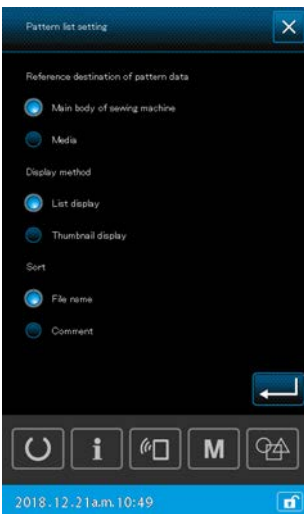 Pattern list setting
Reference destination of pattern data
Main body of sewing machine
Media
Display method
List display
Thumbnail display
Sort
File name
Comment
i
M
2018.12.21a.m.10:49